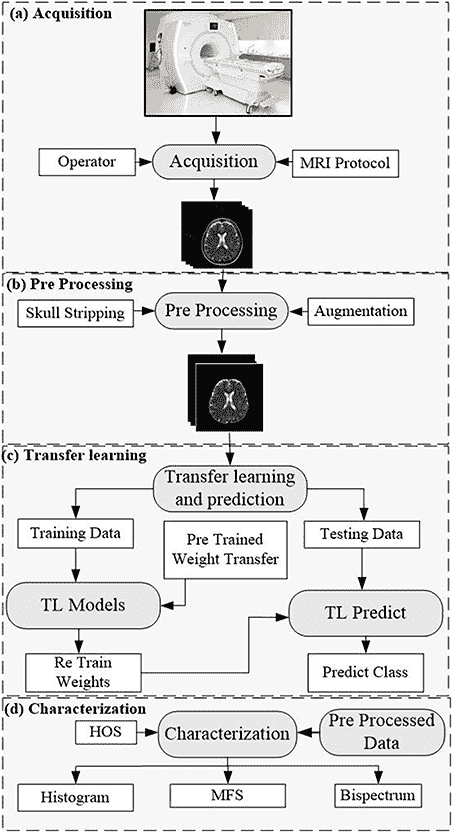 (a) Acquisition
Operator
Acquisition
MRI Protocol
(b) Pre Processing
Skull Stripping
Pre Processing
Augmentation
(c) Transfer learning
Transfer learning
and prediction
Training Data
Pre Trained
Weight Transfer
Testing Data
TL Models
TL Predict
Re Train
Weights
Predict Class
(d) Characterization
HOS
Characterization
Pre Processed
Data
Histogram
MFS
Bispectrum